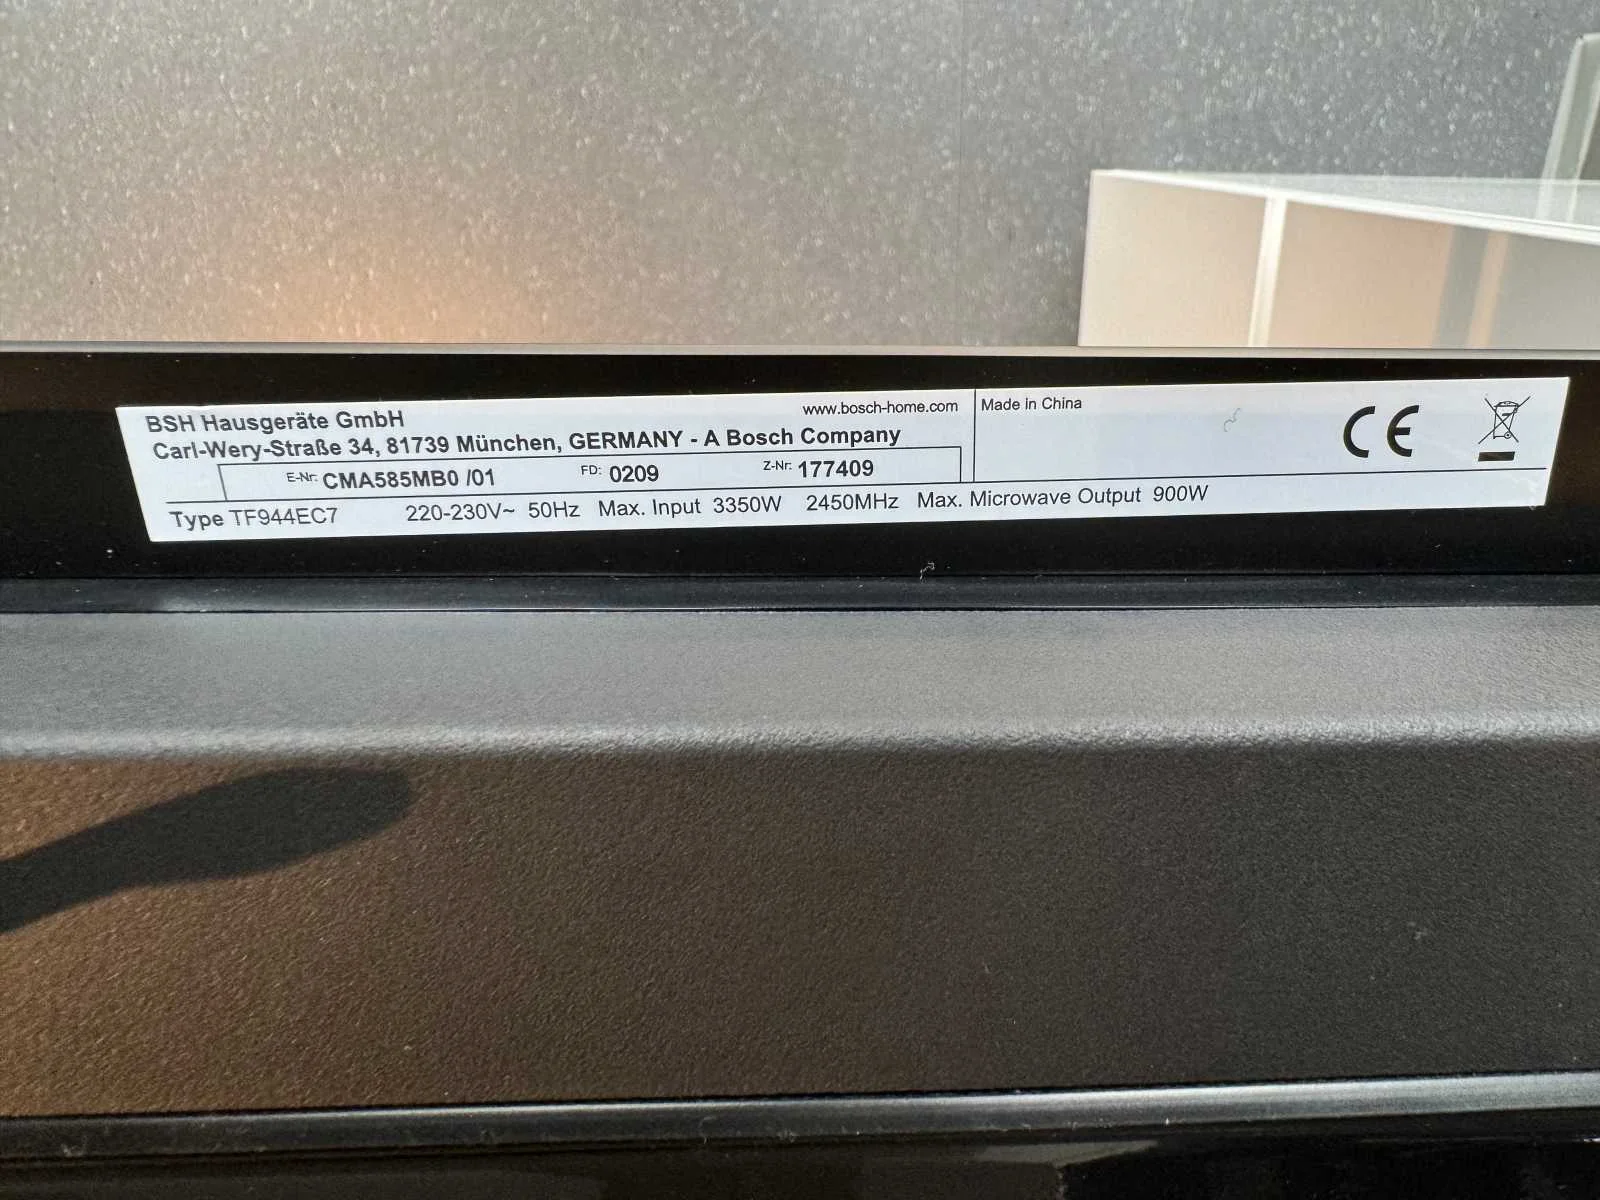 BSH Hausgeräte GmbH
www.bosch-home.com
Carl-Wery-Straße 34, 81739 München, GERMANY - A Bosch Company
E-Nr: CMA585MB0 /01 FD: 0209 Z-Nr: 177409
Type TF944EC7 220-230V~ 50Hz Max. Input 3350W 2450MHz Max. Microwave Output 900W
Made in China
CE